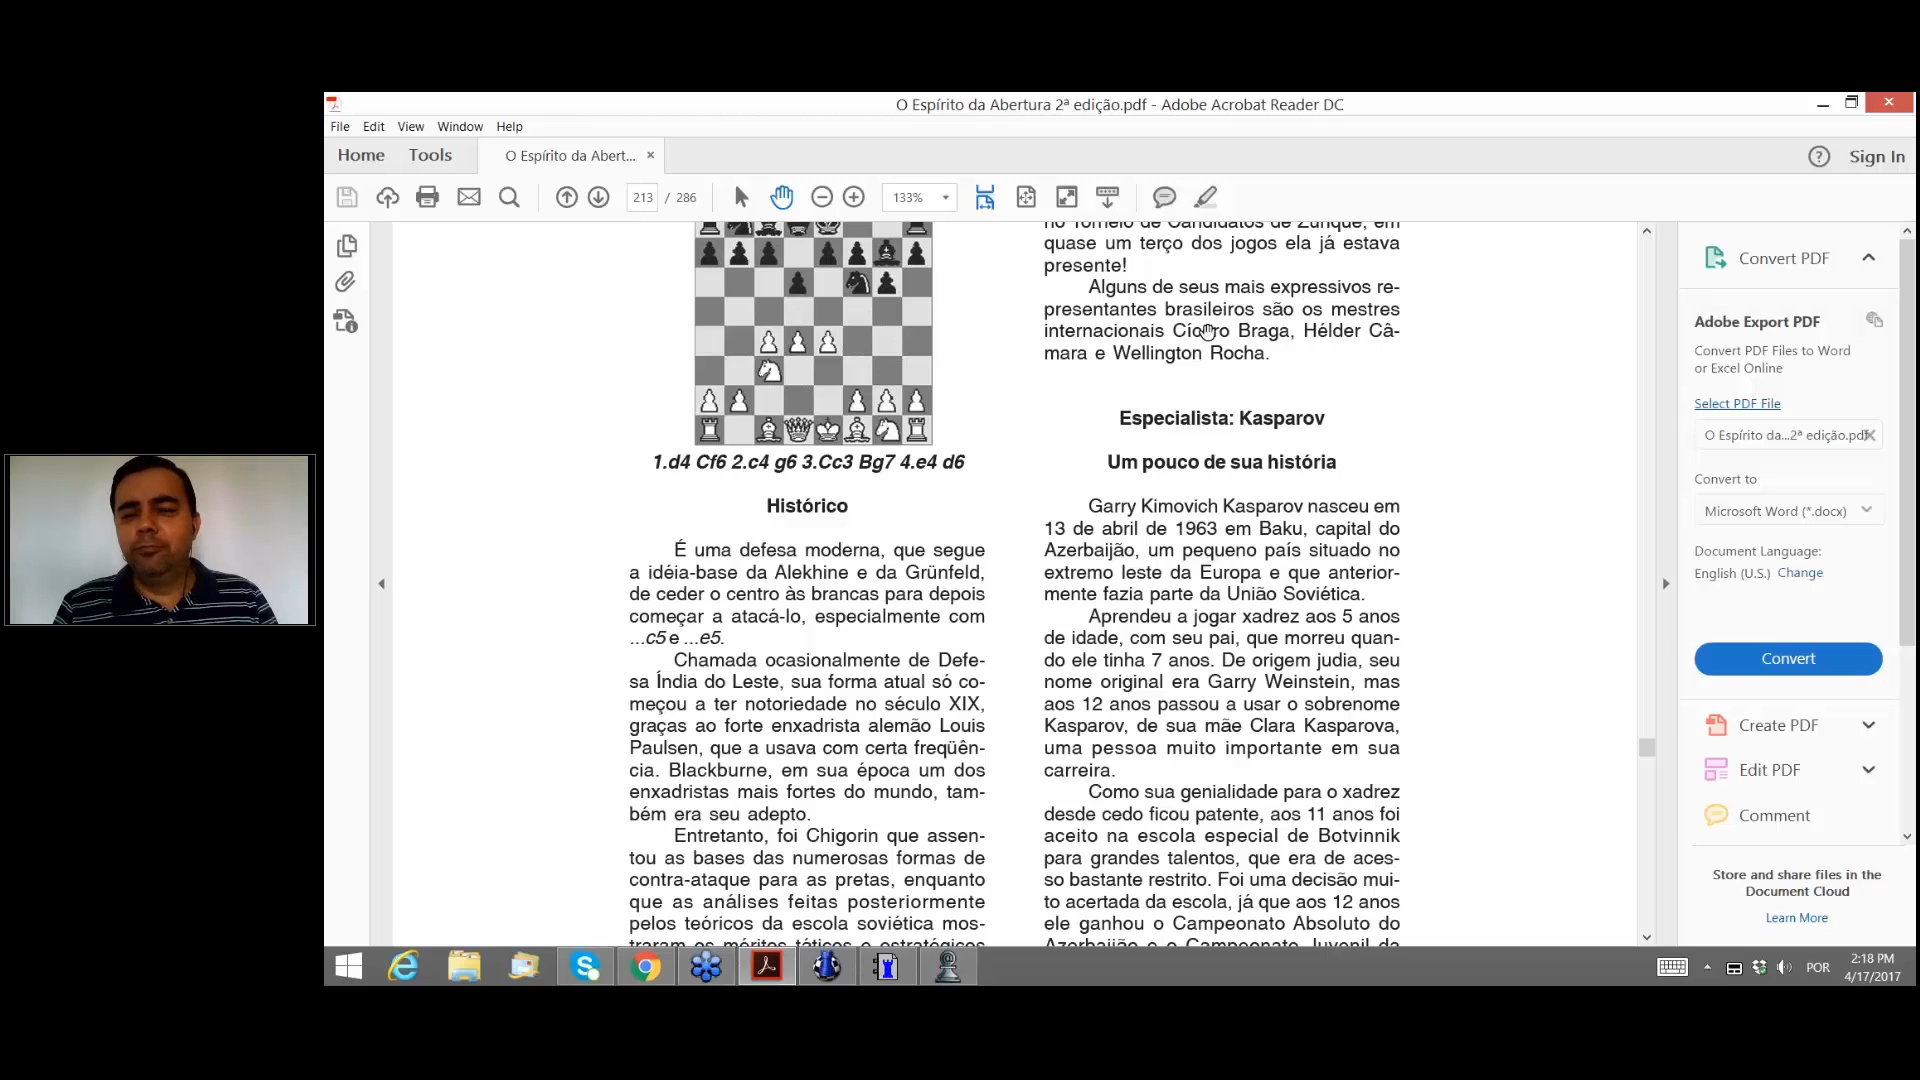 O Espírito da Abertura 2ª edição.pdf - Adobe Acrobat Reader DC
File Edit View Window Help
Home Tools O Espírito da Abert... ×
Sign In
213 / 286 133%
no Torneio de Candidatos de Zurique, em
quase um terço dos jogos ela já estava
presente!
Alguns de seus mais expressivos re-
presentantes brasileiros são os mestres
internacionais Cícero Braga, Hélder Câ-
mara e Wellington Rocha.
1.d4 Cf6 2.c4 g6 3.Cc3 Bg7 4.e4 d6
Histórico
É uma defesa moderna, que segue
a idéia-base da Alekhine e da Grünfeld,
de ceder o centro às brancas para depois
começar a atacá-lo, especialmente com
...c5 e ...e5.
Chamada ocasionalmente de Defe-
sa Índia do Leste, sua forma atual só co-
meçou a ter notoriedade no século XIX,
graças ao forte enxadrista alemão Louis
Paulsen, que a usava com certa freqüên-
cia. Blackburne, em sua época um dos
enxadristas mais fortes do mundo, tam-
bém era seu adepto.
Entretanto, foi Chigorin que assen-
tou as bases das numerosas formas de
contra-ataque para as pretas, enquanto
que as análises feitas posteriormente
pelos teóricos da escola soviética mos-
traram os méritos táticos e estratégicos
Especialista: Kasparov
Um pouco de sua história
Garry Kimovich Kasparov nasceu em
13 de abril de 1963 em Baku, capital do
Azerbaijão, um pequeno país situado no
extremo leste da Europa e que anterior-
mente fazia parte da União Soviética.
Aprendeu a jogar xadrez aos 5 anos
de idade, com seu pai, que morreu quan-
do ele tinha 7 anos. De origem judia, seu
nome original era Garry Weinstein, mas
aos 12 anos passou a usar o sobrenome
Kasparov, de sua mãe Clara Kasparova,
uma pessoa muito importante em sua
carreira.
Como sua genialidade para o xadrez
desde cedo ficou patente, aos 11 anos foi
aceito na escola especial de Botvinnik
para grandes talentos, que era de aces-
so bastante restrito. Foi uma decisão mui-
to acertada da escola, já que aos 12 anos
ele ganhou o Campeonato Absoluto do
Azerbaijão e o Campeonato Juvenil da
Convert PDF
Adobe Export PDF
Convert PDF Files to Word
or Excel Online
Select PDF File
O Espírito da...2ª edição.pdf
Convert to
Microsoft Word (*.docx)
Document Language:
English (U.S.) Change
Convert
Create PDF
Edit PDF
Comment
Store and share files in the
Document Cloud
Learn More
POR
2:18 PM
4/17/2017